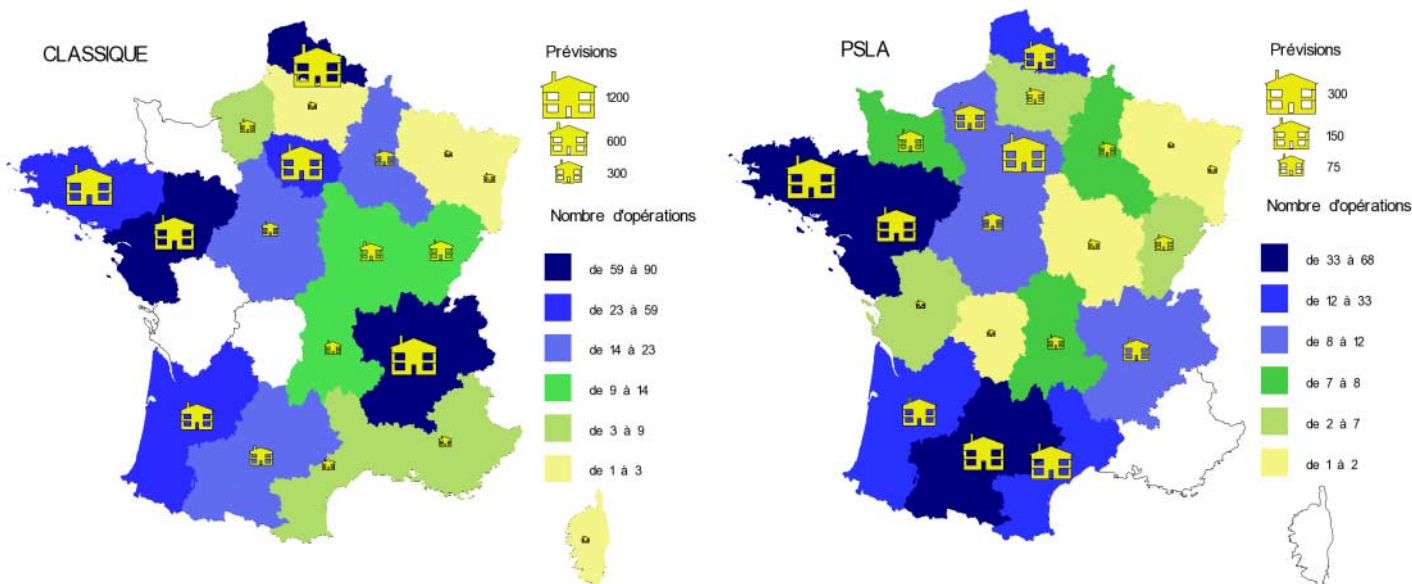 CLASSIQUE
Prévisions
1200
600
300
Nombre d'opérations
de 59 à 90
de 23 à 59
de 14 à 23
de 9 à 14
de 3 à 9
de 1 à 3
PSLA
Prévisions
300
150
75
Nombre d'opérations
de 33 à 68
de 12 à 33
de 8 à 12
de 7 à 8
de 2 à 7
de 1 à 2